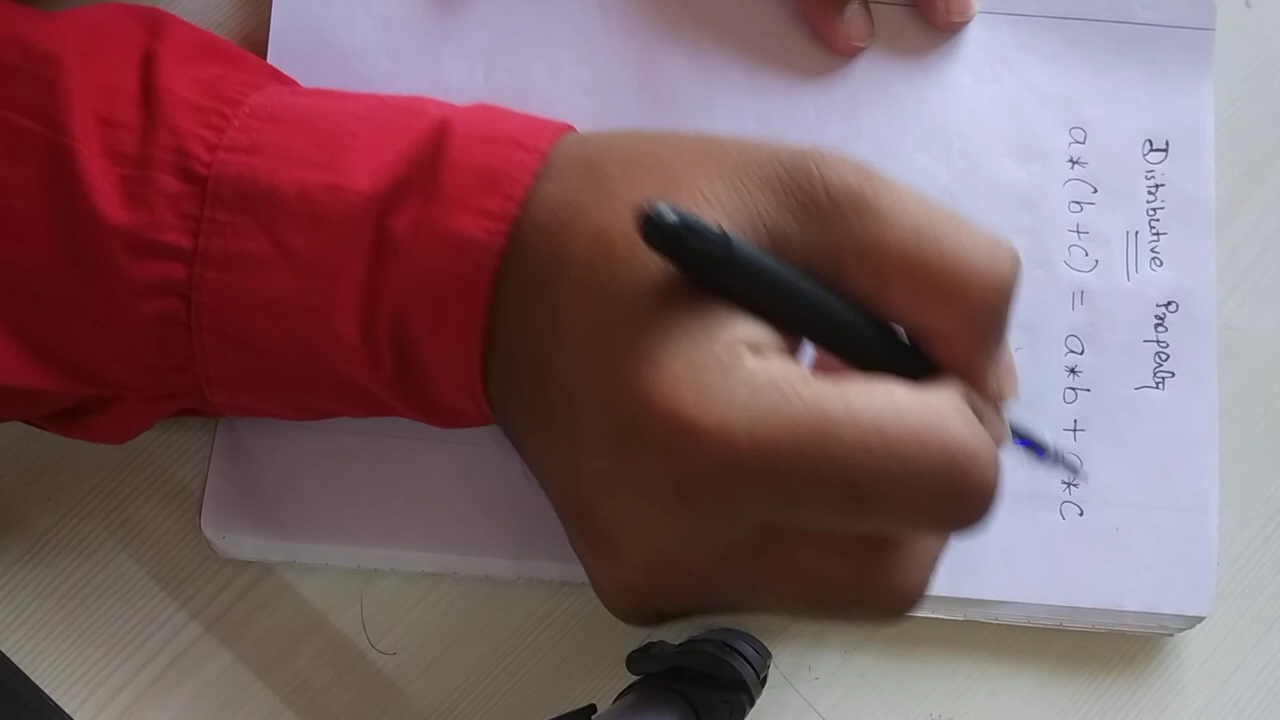 Distributive Property
a*(b+c) = a*b + a*c